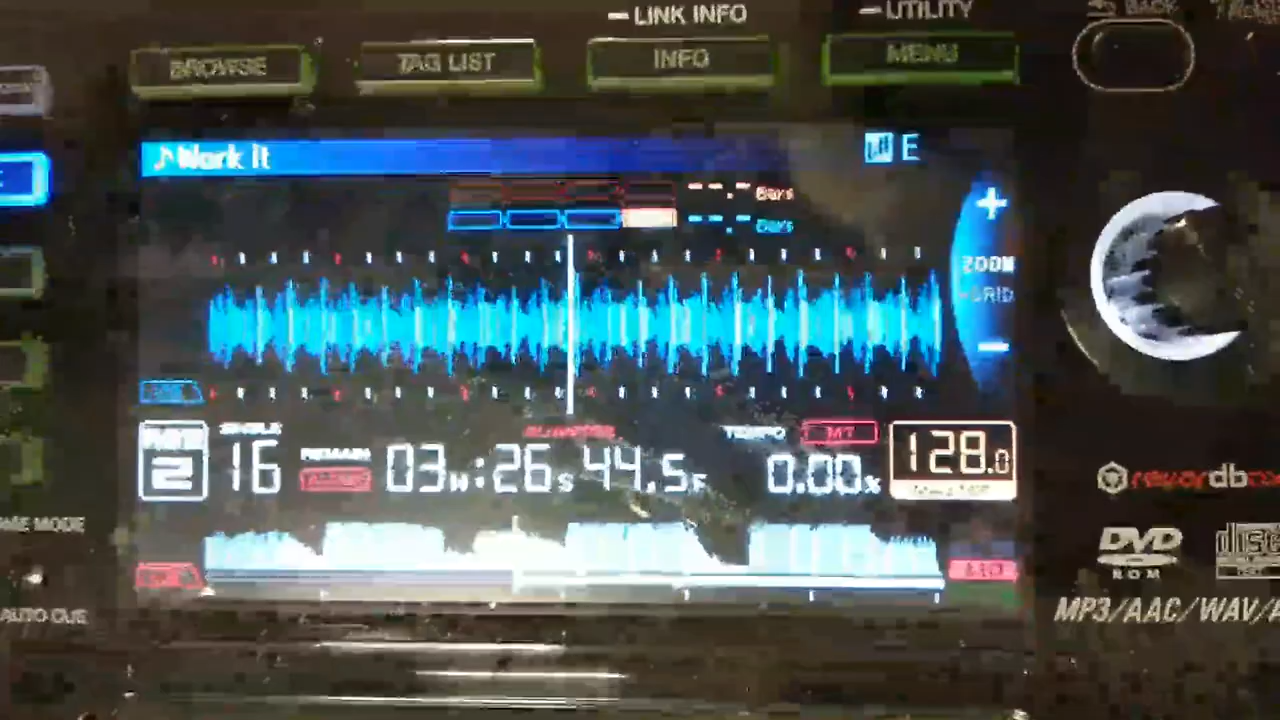 LINK INFO
UTILITY
BACK
BROWSE
TAG LIST
INFO
MENU
Work it
E
--.- Bars
--.- Bars
ZOOM
GRID
SINGLE
TEMPO
MT
2
16
REMAIN
03M:26S 44.5F
0.00%
128.0
rekordbox
DVD
ROM
disc
AUTO CUE
MP3/AAC/WAV/